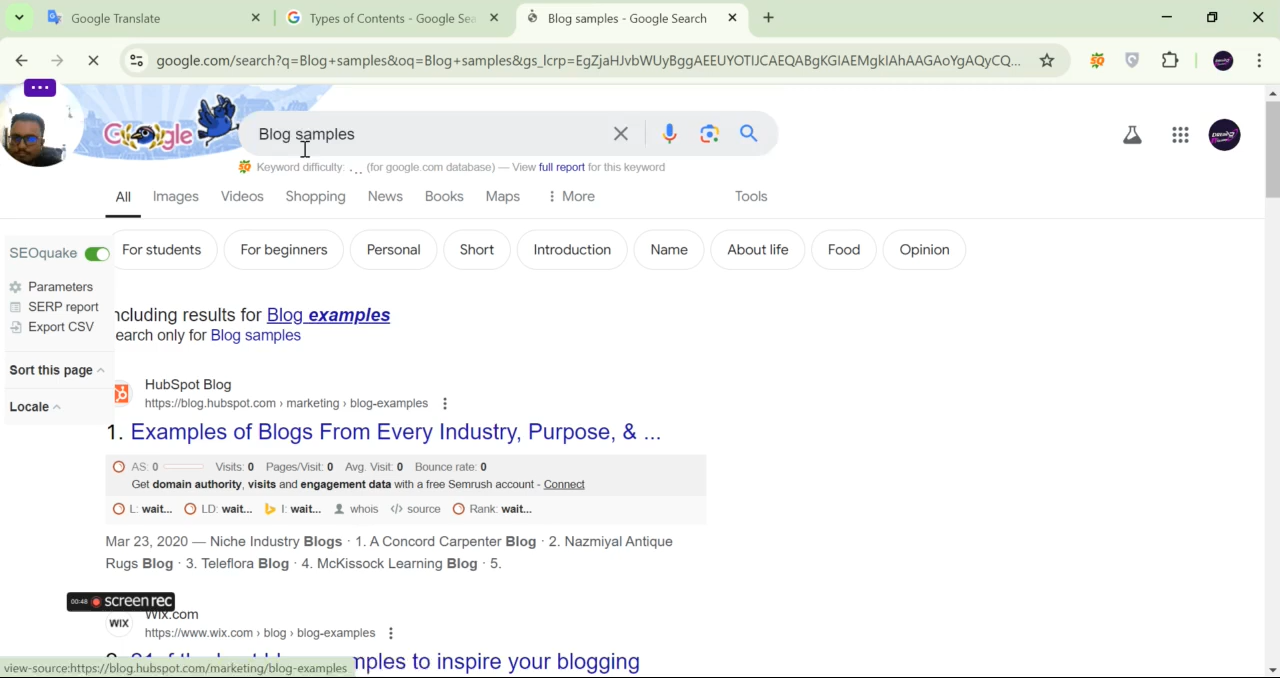 Google Translate
Types of Contents - Google Sea
Blog samples - Google Search
google.com/search?q=Blog+samples&oq=Blog+samples&gs_lcrp=EgZjaHJvbWUyBggAEEUYOTIJCAEQABgKGIAEMgkIAhAAGAoYgAQyCQ...
Google
Blog samples
Keyword difficulty: ... (for google.com database) — View full report for this keyword
All
Images
Videos
Shopping
News
Books
Maps
More
Tools
SEOquake
For students
For beginners
Personal
Short
Introduction
Name
About life
Food
Opinion
Parameters
SERP report
Export CSV
Sort this page
Locale
ncluding results for Blog examples
earch only for Blog samples
HubSpot Blog
https://blog.hubspot.com › marketing › blog-examples
1. Examples of Blogs From Every Industry, Purpose, & ...
AS: 0 Visits: 0 Pages/Visit: 0 Avg. Visit: 0 Bounce rate: 0
Get domain authority, visits and engagement data with a free Semrush account - Connect
L: wait... LD: wait... I: wait... whois </> source Rank: wait...
Mar 23, 2020 — Niche Industry Blogs · 1. A Concord Carpenter Blog · 2. Nazmiyal Antique
Rugs Blog · 3. Teleflora Blog · 4. McKissock Learning Blog · 5.
00:48 screenrec
WIX
Wix.com
https://www.wix.com › blog › blog-examples
mples to inspire your blogging
view-source:https://blog.hubspot.com/marketing/blog-examples